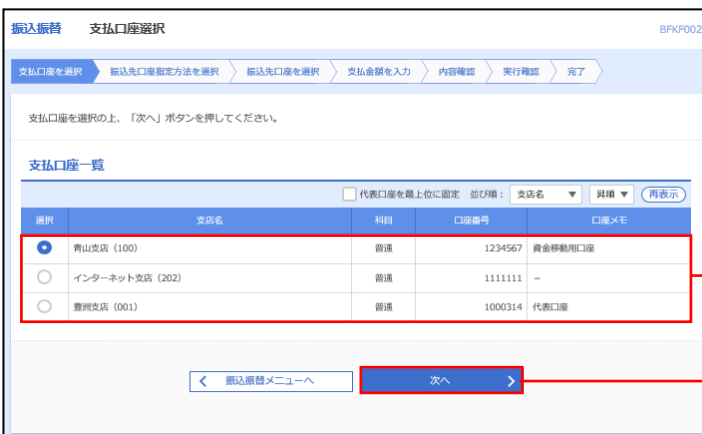 振込振替 支払口座選択 BFKF002
支払口座を選択 振込先口座指定方法を選択 振込先口座を選択 支払金額を入力 内容確認 実行確認 完了
支払口座を選択の上、「次へ」ボタンを押してください。
支払口座一覧
代表口座を最上位に固定 並び順： 支店名 ▼ 昇順 ▼ 再表示
選択 支店名 科目 口座番号 口座メモ
青山支店（100） 普通 1234567 資金移動用口座
インターネット支店（202） 普通 1111111 －
豊洲支店（001） 普通 1000314 代表口座
振込振替メニューへ 次へ